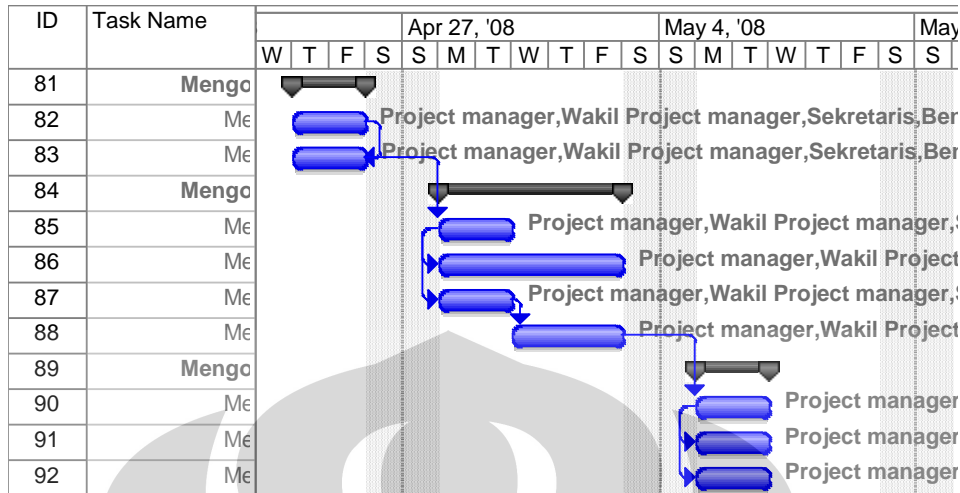 ID Task Name Apr 27, '08 May 4, '08 May
W T F S S M T W T F S S M T W T F S S
81 Mengo
82 Me Project manager,Wakil Project manager,Sekretaris,Ben
83 Me Project manager,Wakil Project manager,Sekretaris,Ben
84 Mengo
85 Me Project manager,Wakil Project manager,S
86 Me Project manager,Wakil Project
87 Me Project manager,Wakil Project manager,S
88 Me Project manager,Wakil Project
89 Mengo
90 Me Project manager
91 Me Project manager
92 Me Project manager